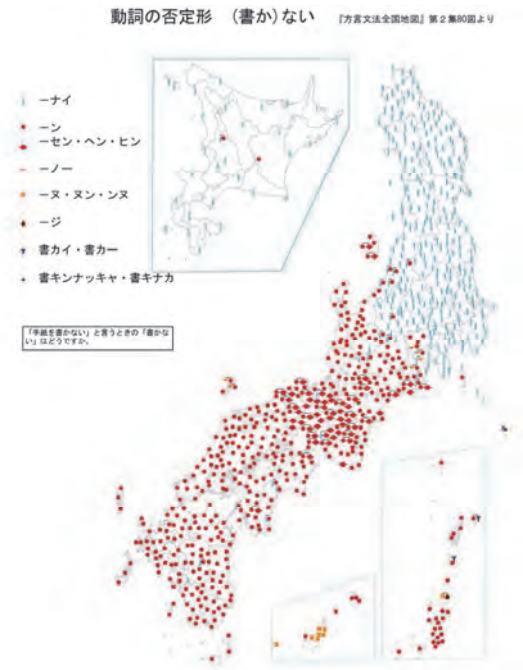 動詞の否定形　(書か)ない　『方言文法全国地図』第2集80図より
ーナイ
ーン
ーセン・ヘン・ヒン
ーノー
ーヌ・ヌン・ンヌ
ージ
書カイ・書カー
書キンナッキャ・書キナカ
「手紙を書かない」と言うときの「書かな
い」はどうですか。